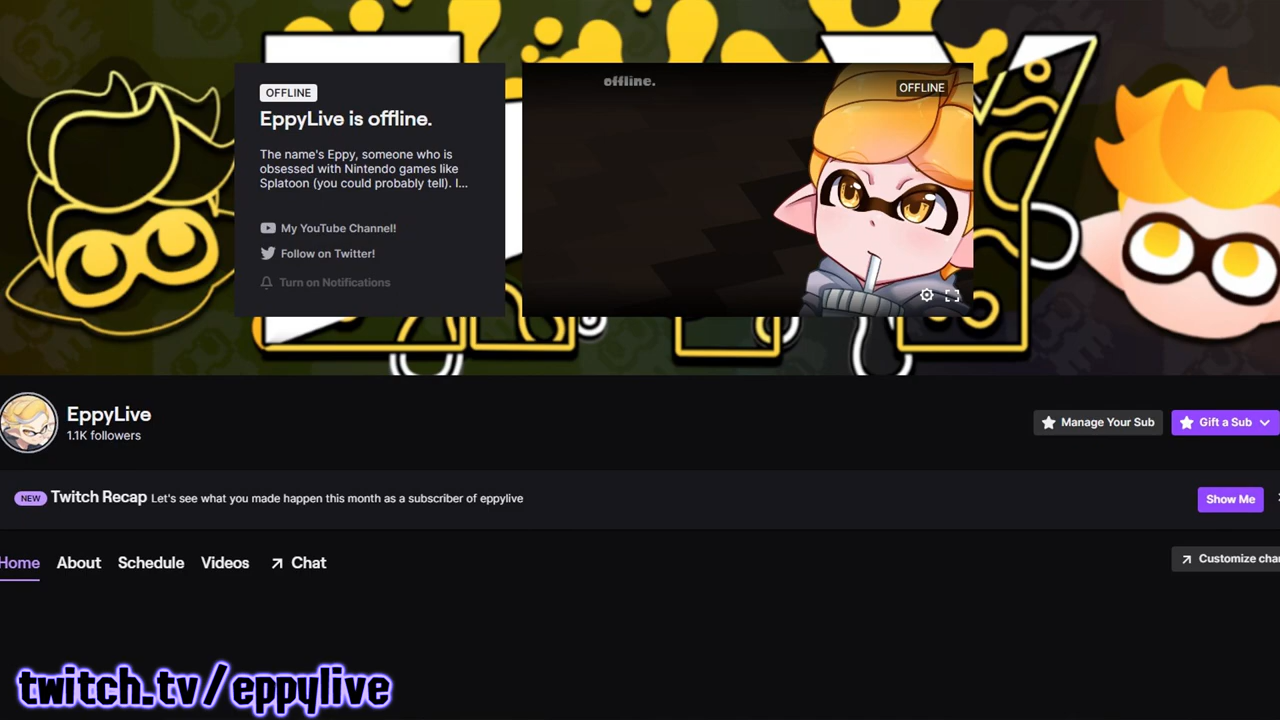 OFFLINE
EppyLive is offline.
The name's Eppy, someone who is
obsessed with Nintendo games like
Splatoon (you could probably tell). I...
My YouTube Channel!
Follow on Twitter!
Turn on Notifications
offline.
OFFLINE
EppyLive
1.1K followers
Manage Your Sub
Gift a Sub
NEW Twitch Recap Let's see what you made happen this month as a subscriber of eppylive
Show Me
Home About Schedule Videos Chat
Customize
twitch.tv/eppylive